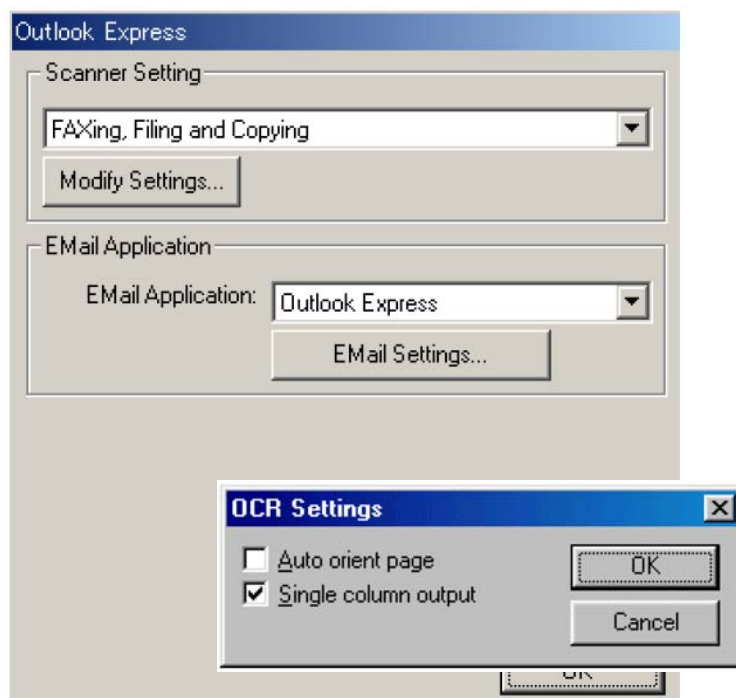 Outlook Express
Scanner Setting
FAXing, Filing and Copying
Modify Settings...
EMail Application
EMail Application: Outlook Express
EMail Settings...
OCR Settings
Auto orient page
OK
Single column output
Cancel
OK